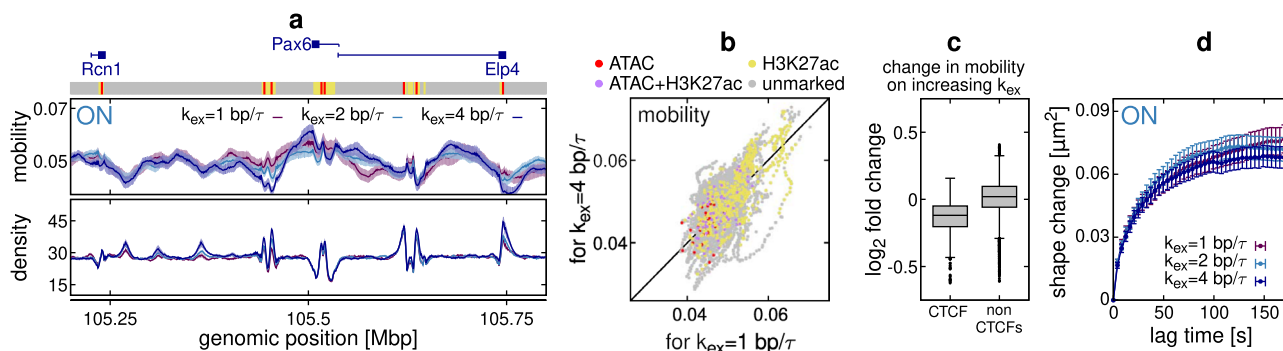 a
Pax6
Rcn1
Elp4
0.07
ON
k_ex=1 bp/τ
k_ex=2 bp/τ
k_ex=4 bp/τ
0.05
mobility
45
30
15
density
105.25
105.5
105.75
genomic position [Mbp]
b
ATAC
H3K27ac
ATAC+H3K27ac
unmarked
mobility
0.06
0.04
for k_ex=4 bp/τ
0.04
0.06
for k_ex=1 bp/τ
c
change in mobility
on increasing k_ex
0.5
0
-0.5
log₂ fold change
CTCF
non
CTCFs
d
0.09
ON
0.06
0.03
0
shape change [μm²]
k_ex=1 bp/τ
k_ex=2 bp/τ
k_ex=4 bp/τ
0
50
100
150
lag time [s]